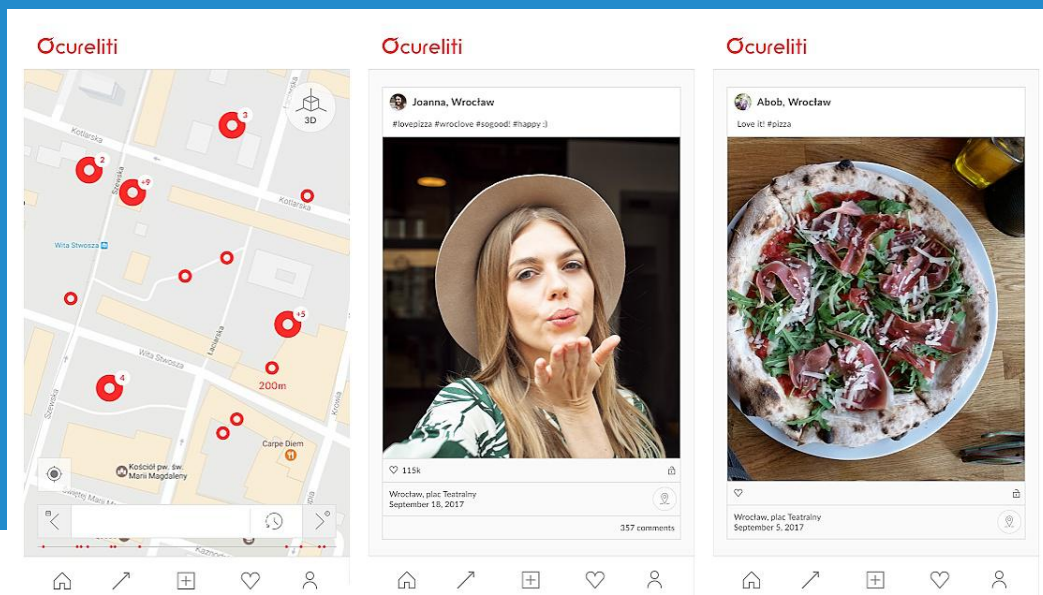 Ocureliti
Ocureliti
Ocureliti
3D
3
Kotlarska
2
+9
Szewska
Kotlarska
Wita Stwosza
+5
Łaciarska
Wita Stwosza
200m
4
Szewska
Krowia
Carpe Diem
Kościół pw. św.
Marii Magdaleny
Joanna, Wrocław
#lovepizza #wroclove #sogood! #happy :)
115k
Wrocław, plac Teatralny
September 18, 2017
357 comments
Abob, Wrocław
Love it! #pizza
Wrocław, plac Teatralny
September 5, 2017